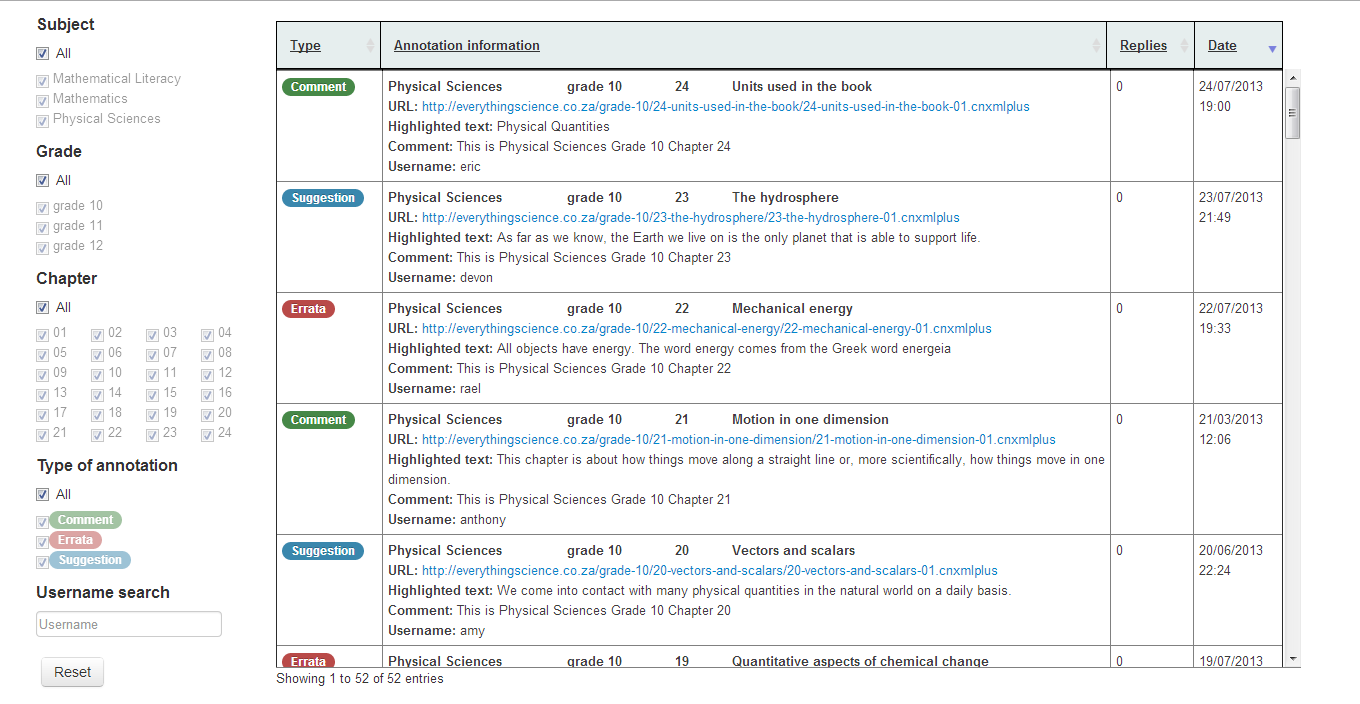 Subject
All
Mathematical Literacy
Mathematics
Physical Sciences
Grade
All
grade 10
grade 11
grade 12
Chapter
All
01 02 03 04
05 06 07 08
09 10 11 12
13 14 15 16
17 18 19 20
21 22 23 24
Type of annotation
All
Comment
Errata
Suggestion
Username search
Username
Reset
Type Annotation information Replies Date
Comment Physical Sciences grade 10 24 Units used in the book 0 24/07/2013
URL: http://everythingscience.co.za/grade-10/24-units-used-in-the-book/24-units-used-in-the-book-01.cnxmlplus 19:00
Highlighted text: Physical Quantities
Comment: This is Physical Sciences Grade 10 Chapter 24
Username: eric
Suggestion Physical Sciences grade 10 23 The hydrosphere 0 23/07/2013
URL: http://everythingscience.co.za/grade-10/23-the-hydrosphere/23-the-hydrosphere-01.cnxmlplus 21:49
Highlighted text: As far as we know, the Earth we live on is the only planet that is able to support life.
Comment: This is Physical Sciences Grade 10 Chapter 23
Username: devon
Errata Physical Sciences grade 10 22 Mechanical energy 0 22/07/2013
URL: http://everythingscience.co.za/grade-10/22-mechanical-energy/22-mechanical-energy-01.cnxmlplus 19:33
Highlighted text: All objects have energy. The word energy comes from the Greek word energeia
Comment: This is Physical Sciences Grade 10 Chapter 22
Username: rael
Comment Physical Sciences grade 10 21 Motion in one dimension 0 21/03/2013
URL: http://everythingscience.co.za/grade-10/21-motion-in-one-dimension/21-motion-in-one-dimension-01.cnxmlplus 12:06
Highlighted text: This chapter is about how things move along a straight line or, more scientifically, how things move in one
dimension.
Comment: This is Physical Sciences Grade 10 Chapter 21
Username: anthony
Suggestion Physical Sciences grade 10 20 Vectors and scalars 0 20/06/2013
URL: http://everythingscience.co.za/grade-10/20-vectors-and-scalars/20-vectors-and-scalars-01.cnxmlplus 22:24
Highlighted text: We come into contact with many physical quantities in the natural world on a daily basis.
Comment: This is Physical Sciences Grade 10 Chapter 20
Username: amy
Errata Physical Sciences grade 10 19 Quantitative aspects of chemical change 0 19/07/2013
Showing 1 to 52 of 52 entries